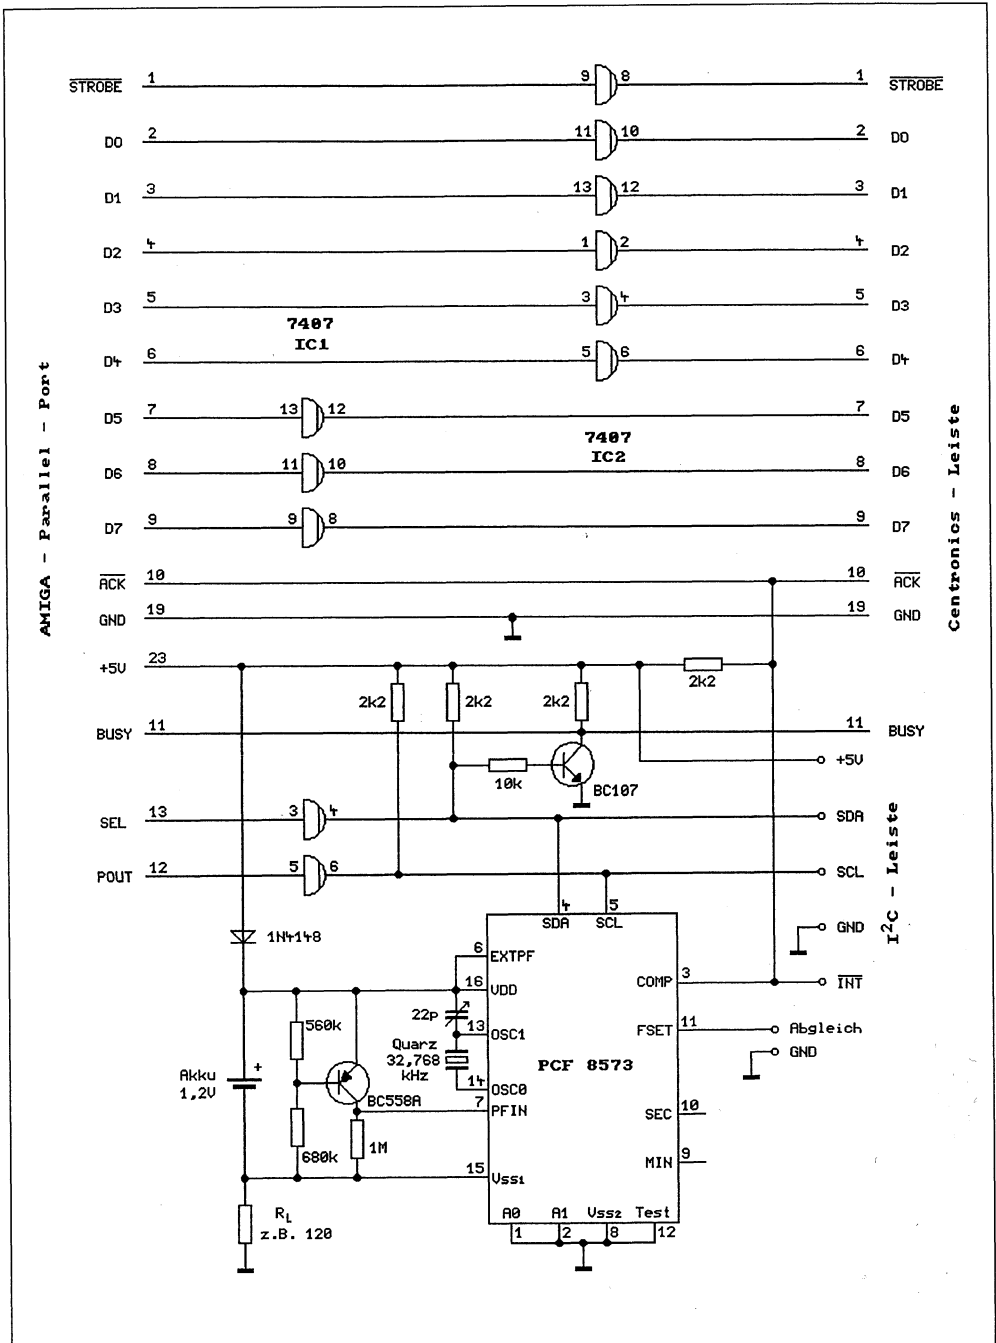 STROBE 1 9 8 1 STROBE
D0 2 11 10 2 D0
D1 3 13 12 3 D1
D2 4 1 2 4 D2
D3 5 3 4 5 D3
7407
IC1
D4 6 5 6 6 D4
D5 7 13 12 7 D5
7407
IC2
D6 8 11 10 8 D6
D7 9 9 8 9 D7
AMIGA - Parallel - Port
Centronics - Leiste
ACK 10 10 ACK
GND 19 19 GND
+5V 23
2k2
2k2 2k2 2k2
BUSY 11 11 BUSY
+5V
10k BC107
SEL 13 3 4 SDA
POUT 12 5 6 SCL
I²C - Leiste
4 5
SDA SCL
GND
1N4148
6 EXTPF
16 VDD
COMP 3 INT
22p
13 OSC1
FSET 11 Abgleich
560k
Quarz
32,768
kHz
GND
PCF 8573
Akku
1,2V
+
14 OSC0
BC558A
7 PFIN
SEC 10
680k
1M
MIN 9
15 Vss1
RL
z.B. 120
A0 A1 Vss2 Test
1 2 8 12